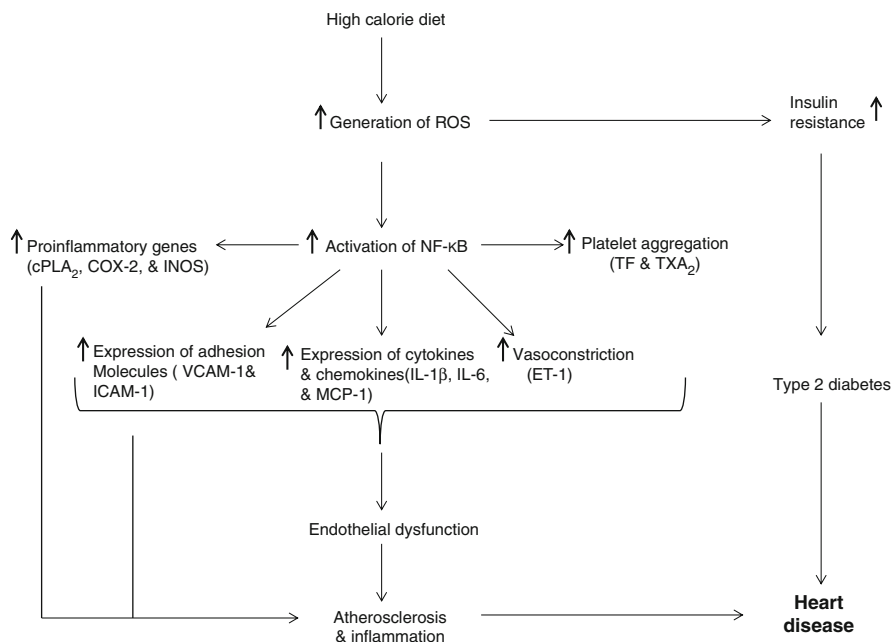 High calorie diet
Generation of ROS
Insulin
resistance
Proinflammatory genes
(cPLA₂, COX-2, & INOS)
Activation of NF-κB
Platelet aggregation
(TF & TXA₂)
Expression of adhesion
Molecules ( VCAM-1&
ICAM-1)
Expression of cytokines
& chemokines(IL-1β, IL-6,
& MCP-1)
Vasoconstriction
(ET-1)
Type 2 diabetes
Endothelial dysfunction
Atherosclerosis
& inflammation
Heart
disease